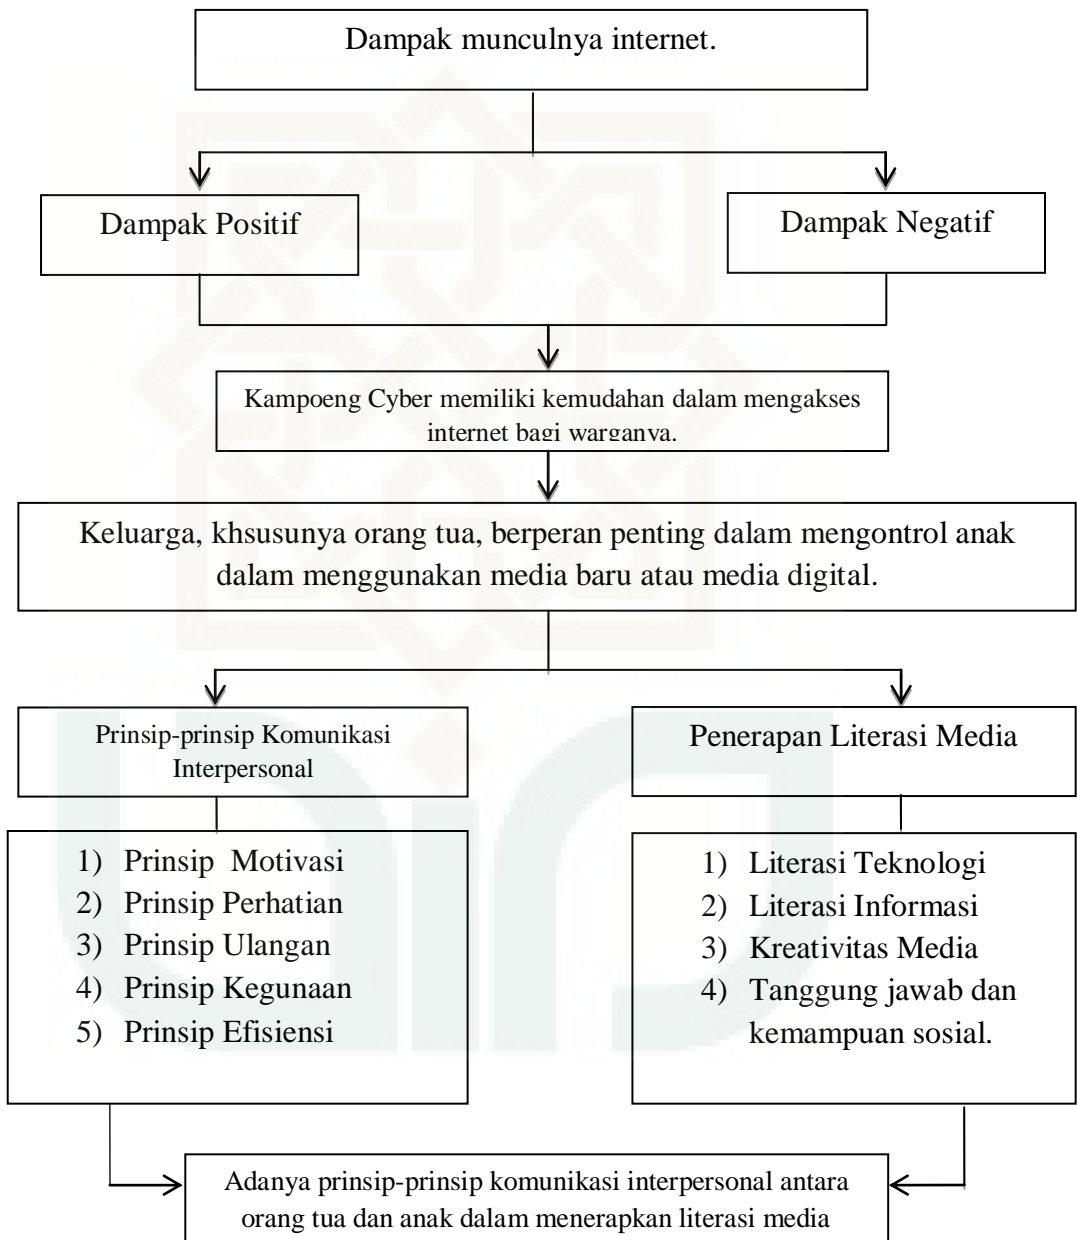 Dampak munculnya internet.
Dampak Positif
Dampak Negatif
Kampoeng Cyber memiliki kemudahan dalam mengakses
internet bagi warganya.
Keluarga, khsusunya orang tua, berperan penting dalam mengontrol anak
dalam menggunakan media baru atau media digital.
Prinsip-prinsip Komunikasi
Interpersonal
Penerapan Literasi Media
1) Prinsip Motivasi
2) Prinsip Perhatian
3) Prinsip Ulangan
4) Prinsip Kegunaan
5) Prinsip Efisiensi
1) Literasi Teknologi
2) Literasi Informasi
3) Kreativitas Media
4) Tanggung jawab dan
kemampuan sosial.
Adanya prinsip-prinsip komunikasi interpersonal antara
orang tua dan anak dalam menerapkan literasi media